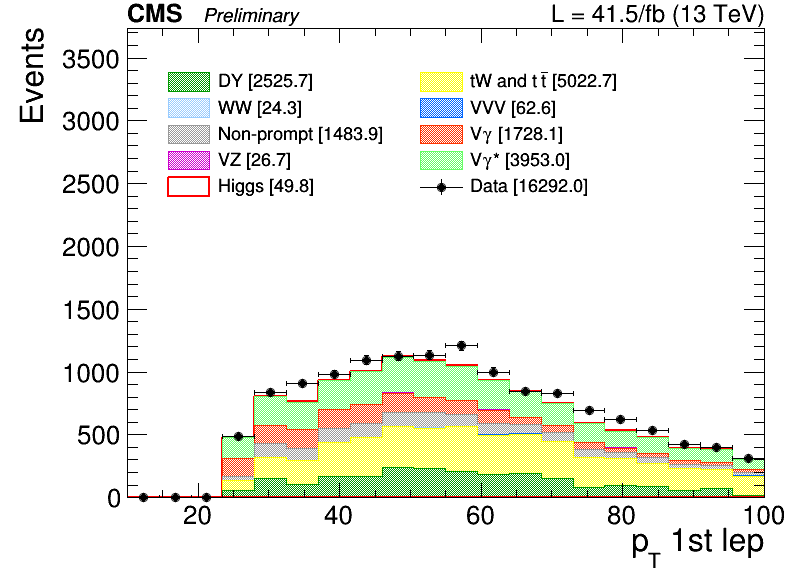 CMS Preliminary L = 41.5/fb (13 TeV)
Events
3500
3000
2500
2000
1500
1000
500
0
DY [2525.7]
WW [24.3]
Non-prompt [1483.9]
VZ [26.7]
Higgs [49.8]
tW and tt̅ [5022.7]
VVV [62.6]
Vγ [1728.1]
Vγ* [3953.0]
Data [16292.0]
20 40 60 80 100
p_T 1st lep